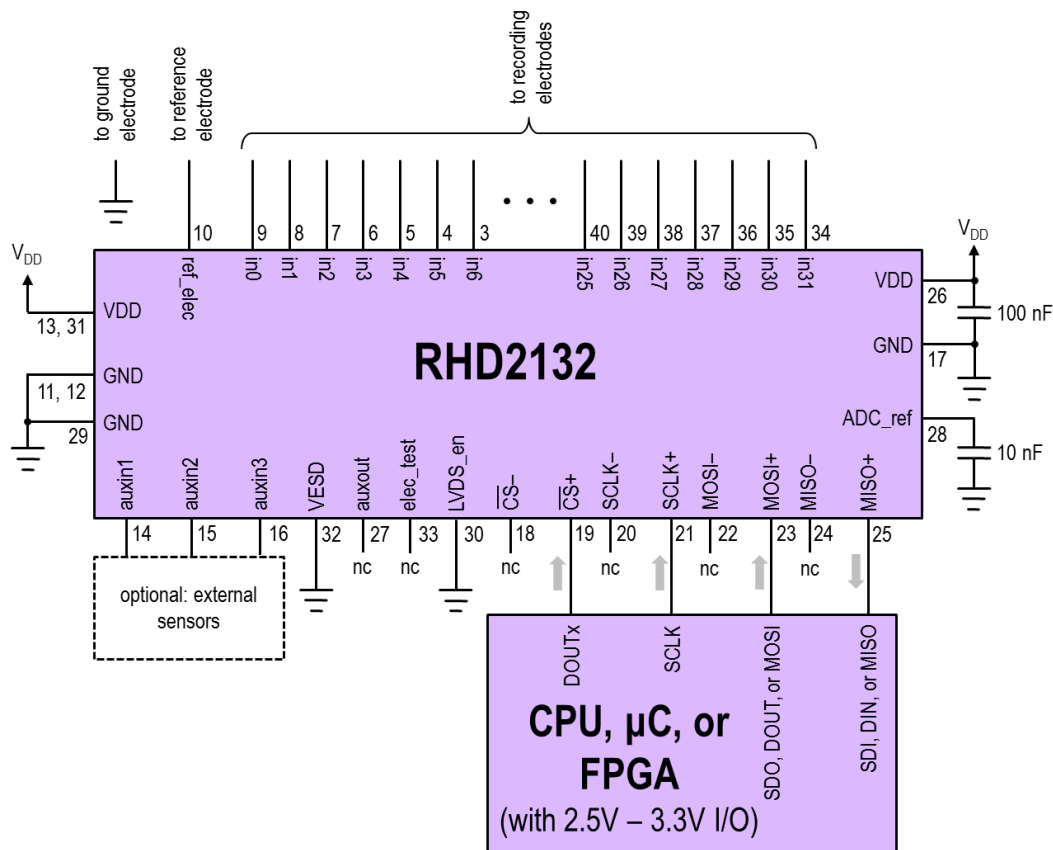 to ground
electrode
to reference
electrode
to recording
electrodes
10
9
8
7
6
5
4
3
• • •
40
39
38
37
36
35
34
ref_elec
in0
in1
in2
in3
in4
in5
in6
in25
in26
in27
in28
in29
in30
in31
VDD
VDD
13, 31
VDD
VDD
26
100 nF
GND
11, 12
GND
17
RHD2132
GND
29
ADC_ref
28
10 nF
auxin1
auxin2
auxin3
VESD
auxout
elec_test
LVDS_en
CS−
CS+
SCLK−
SCLK+
MOSI−
MOSI+
MISO−
MISO+
14
15
16
32
27
33
30
18
19
20
21
22
23
24
25
nc
nc
nc
nc
nc
nc
optional: external
sensors
DOUTx
SCLK
SDO, DOUT, or MOSI
SDI, DIN, or MISO
CPU, µC, or
FPGA
(with 2.5V – 3.3V I/O)